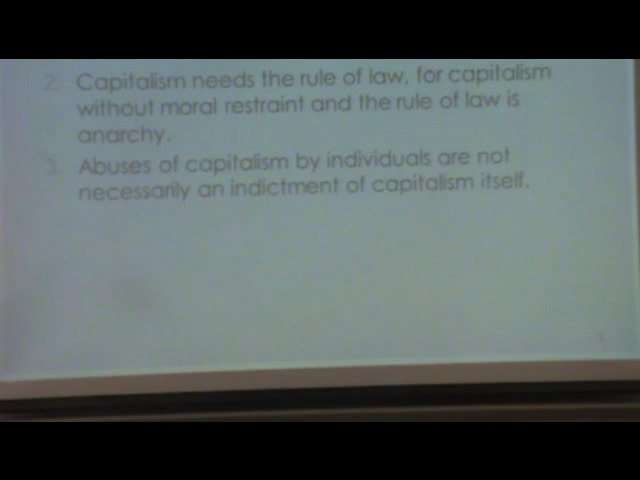 2. Capitalism needs the rule of law, for capitalism
without moral restraint and the rule of law is
anarchy.
3. Abuses of capitalism by individuals are not
necessarily an indictment of capitalism itself.